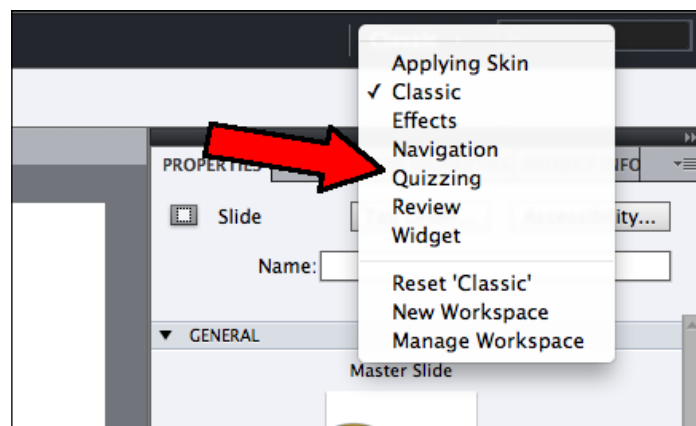 Applying Skin
✓ Classic
Effects
Navigation
PROPERTIES
Quizzing
Slide
Review
Widget
Name:
Reset 'Classic'
New Workspace
GENERAL
Manage Workspace
Master Slide